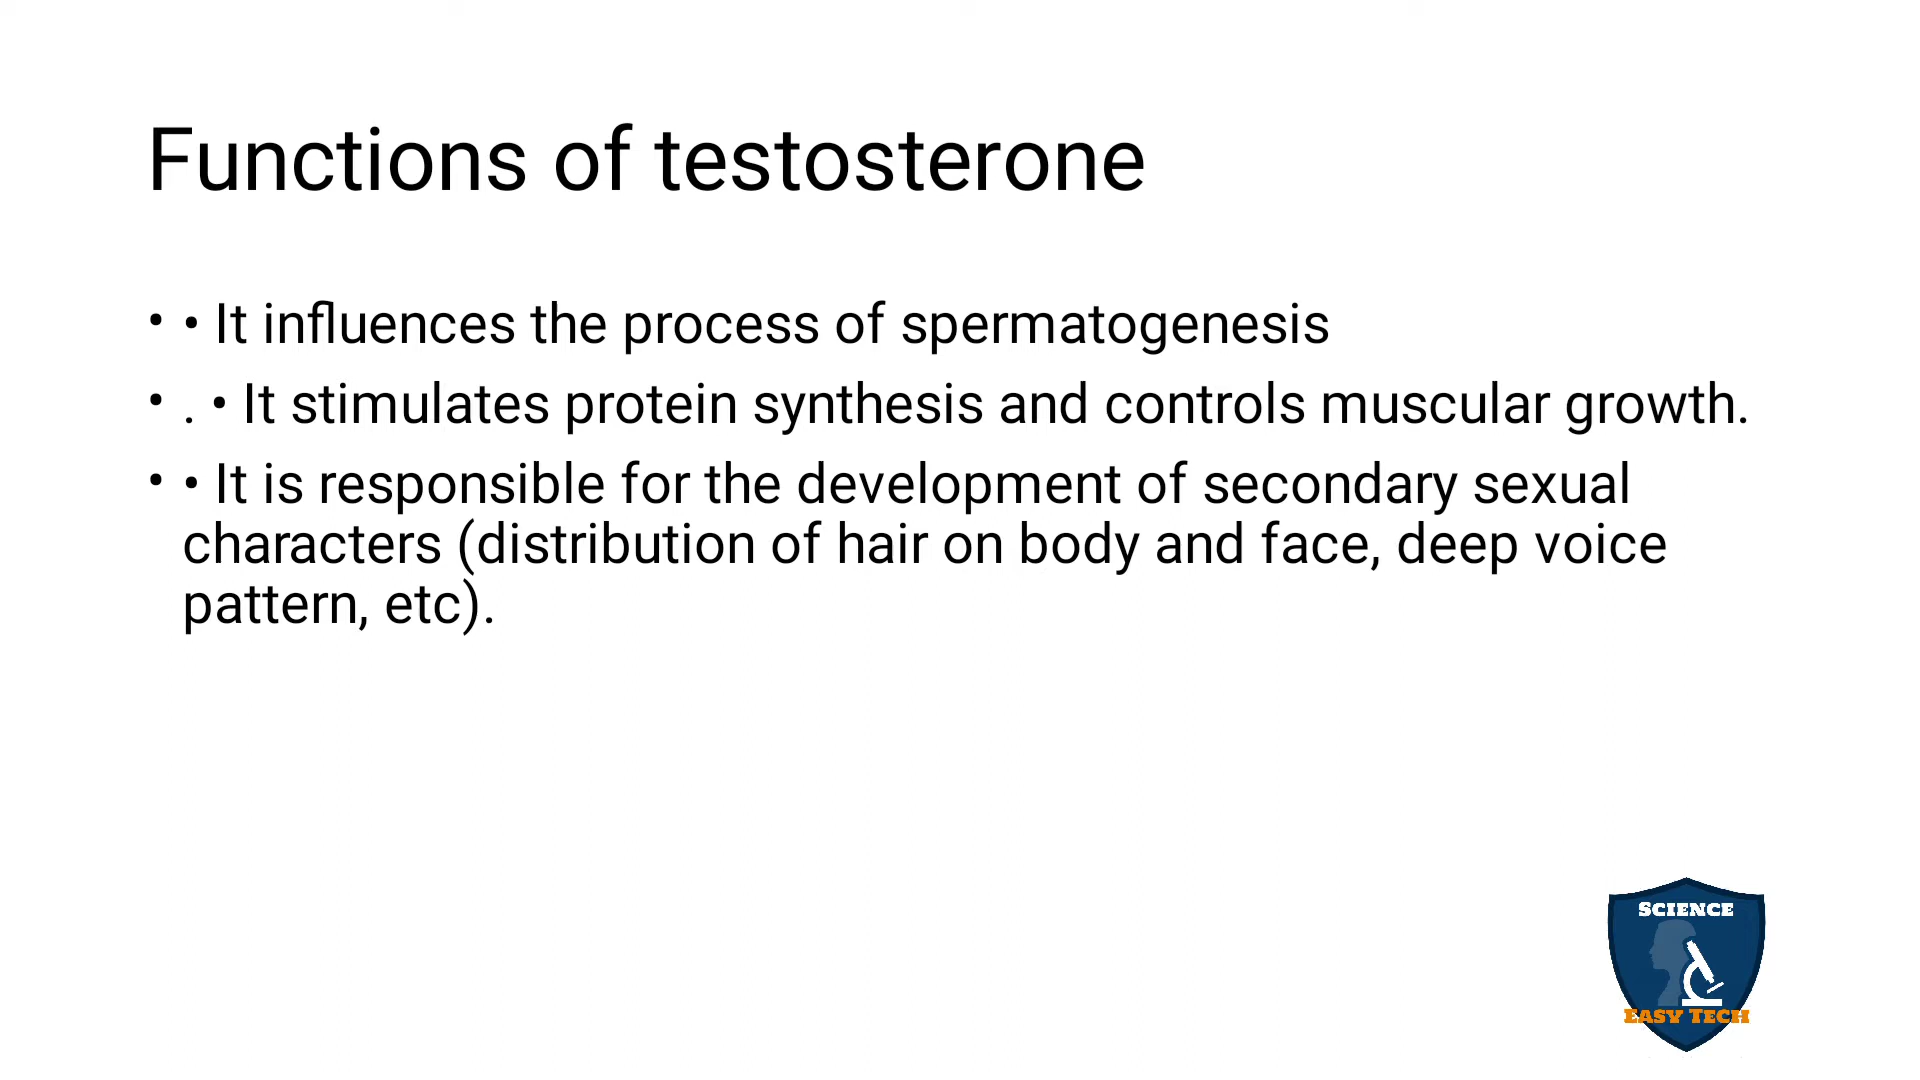 Functions of testosterone
• • It influences the process of spermatogenesis
• . • It stimulates protein synthesis and controls muscular growth.
• • It is responsible for the development of secondary sexual
characters (distribution of hair on body and face, deep voice
pattern, etc).
SCIENCE
EASY TECH